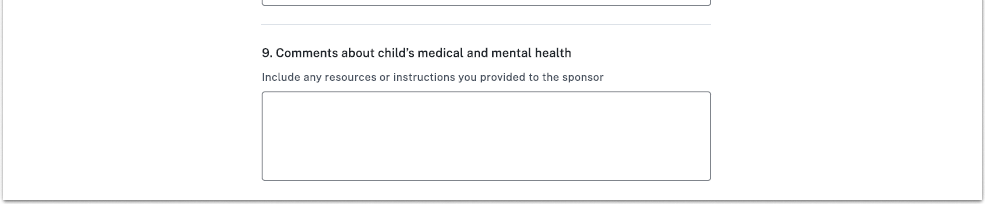 9. Comments about child's medical and mental health
Include any resources or instructions you provided to the sponsor